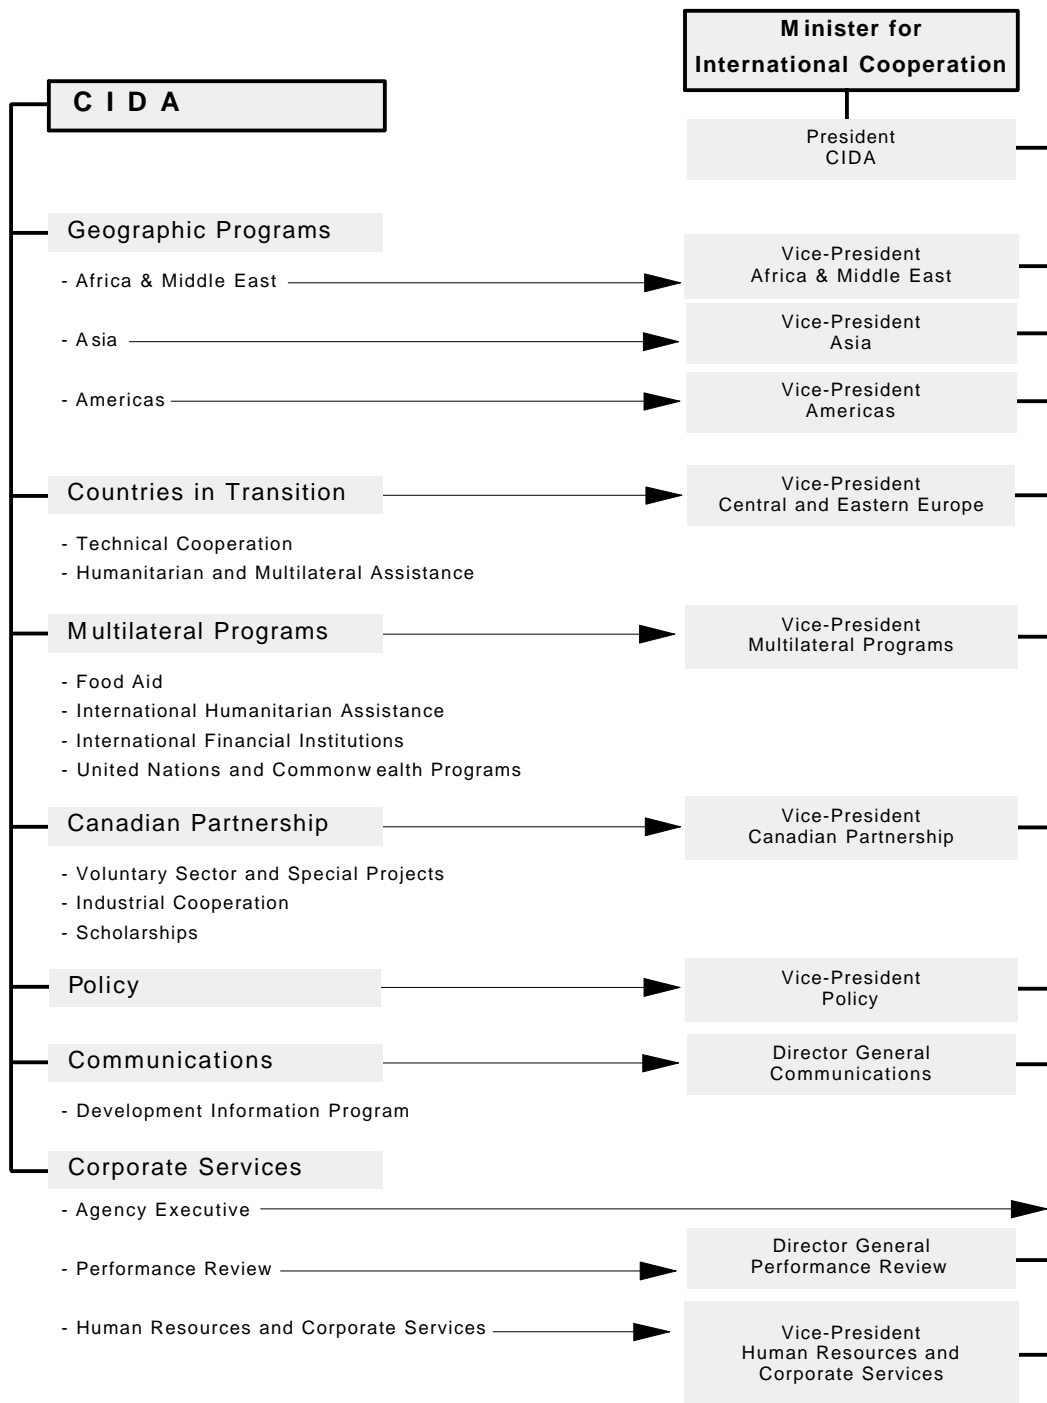 Minister for
International Cooperation
CIDA
President
CIDA
Geographic Programs
Vice-President
Africa & Middle East
- Africa & Middle East
Vice-President
Asia
- Asia
Vice-President
Americas
- Americas
Countries in Transition
Vice-President
Central and Eastern Europe
- Technical Cooperation
- Humanitarian and Multilateral Assistance
Multilateral Programs
Vice-President
Multilateral Programs
- Food Aid
- International Humanitarian Assistance
- International Financial Institutions
- United Nations and Commonwealth Programs
Canadian Partnership
Vice-President
Canadian Partnership
- Voluntary Sector and Special Projects
- Industrial Cooperation
- Scholarships
Policy
Vice-President
Policy
Communications
Director General
Communications
- Development Information Program
Corporate Services
- Agency Executive
- Performance Review
Director General
Performance Review
- Human Resources and Corporate Services
Vice-President
Human Resources and
Corporate Services